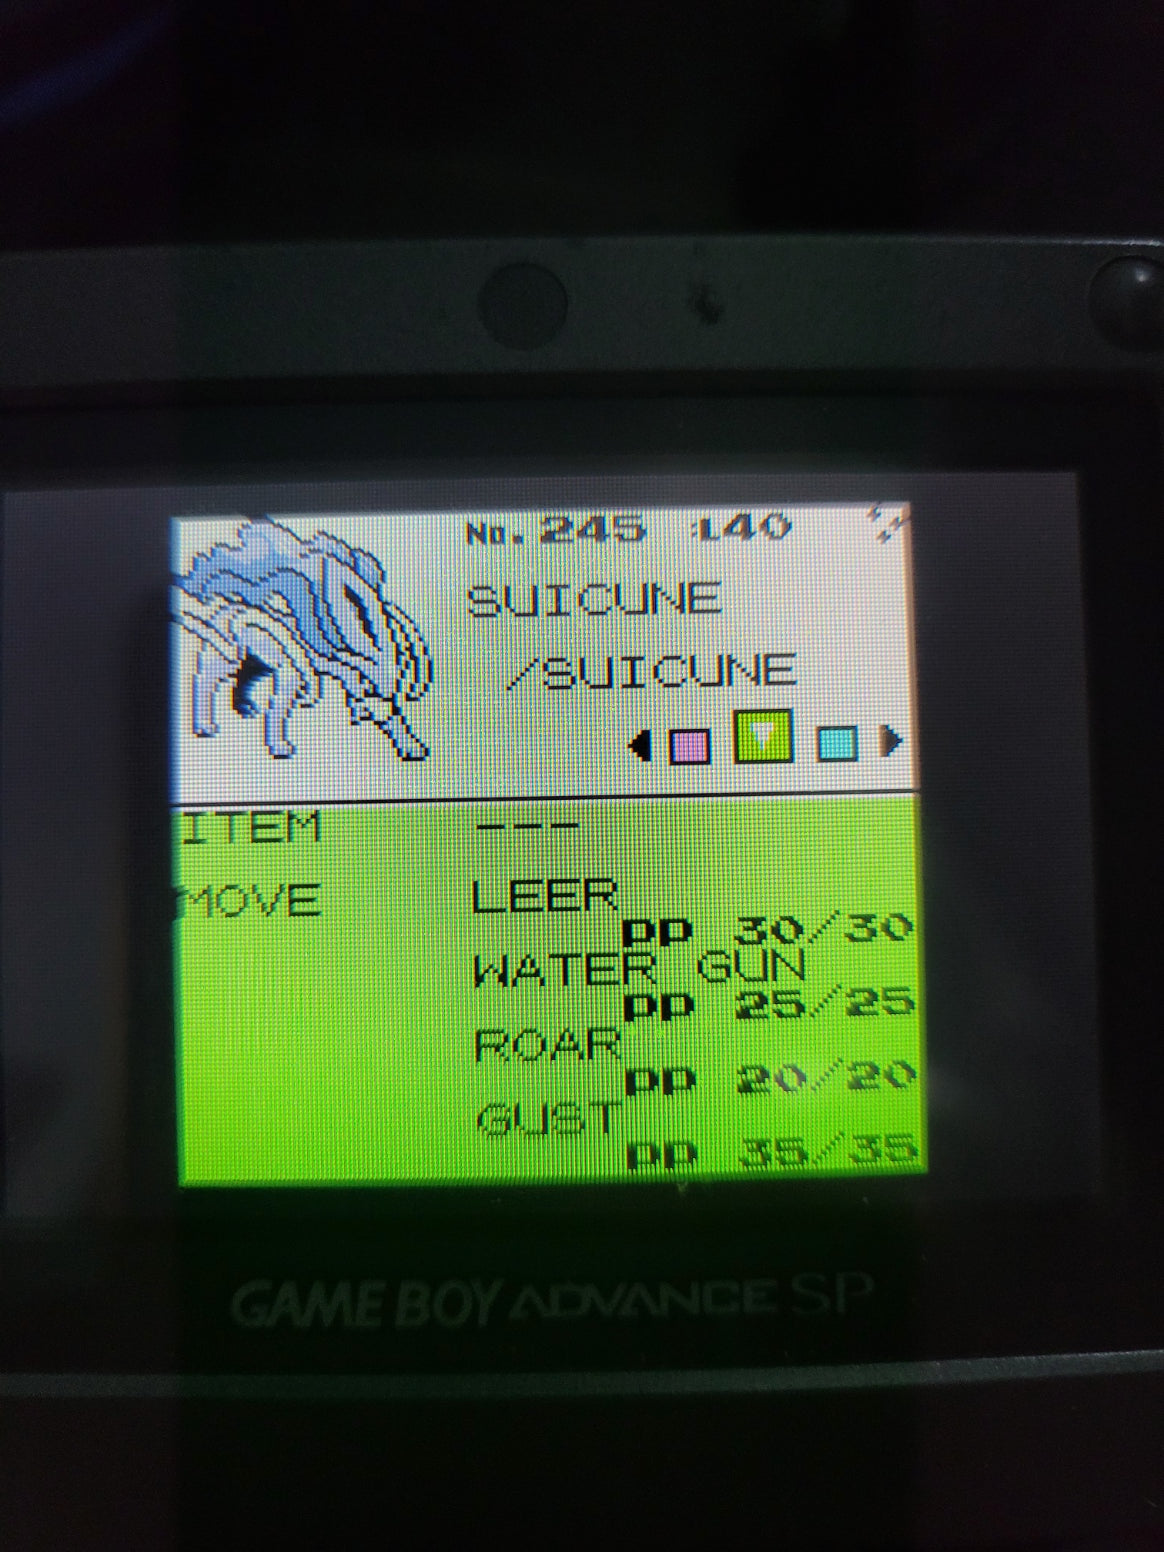 No. 245 :L40
SUICUNE
/SUICUNE
ITEM ---
MOVE LEER
PP 30/30
WATER GUN
PP 25/25
ROAR
PP 20/20
GUST
PP 35/35
GAME BOY ADVANCE SP